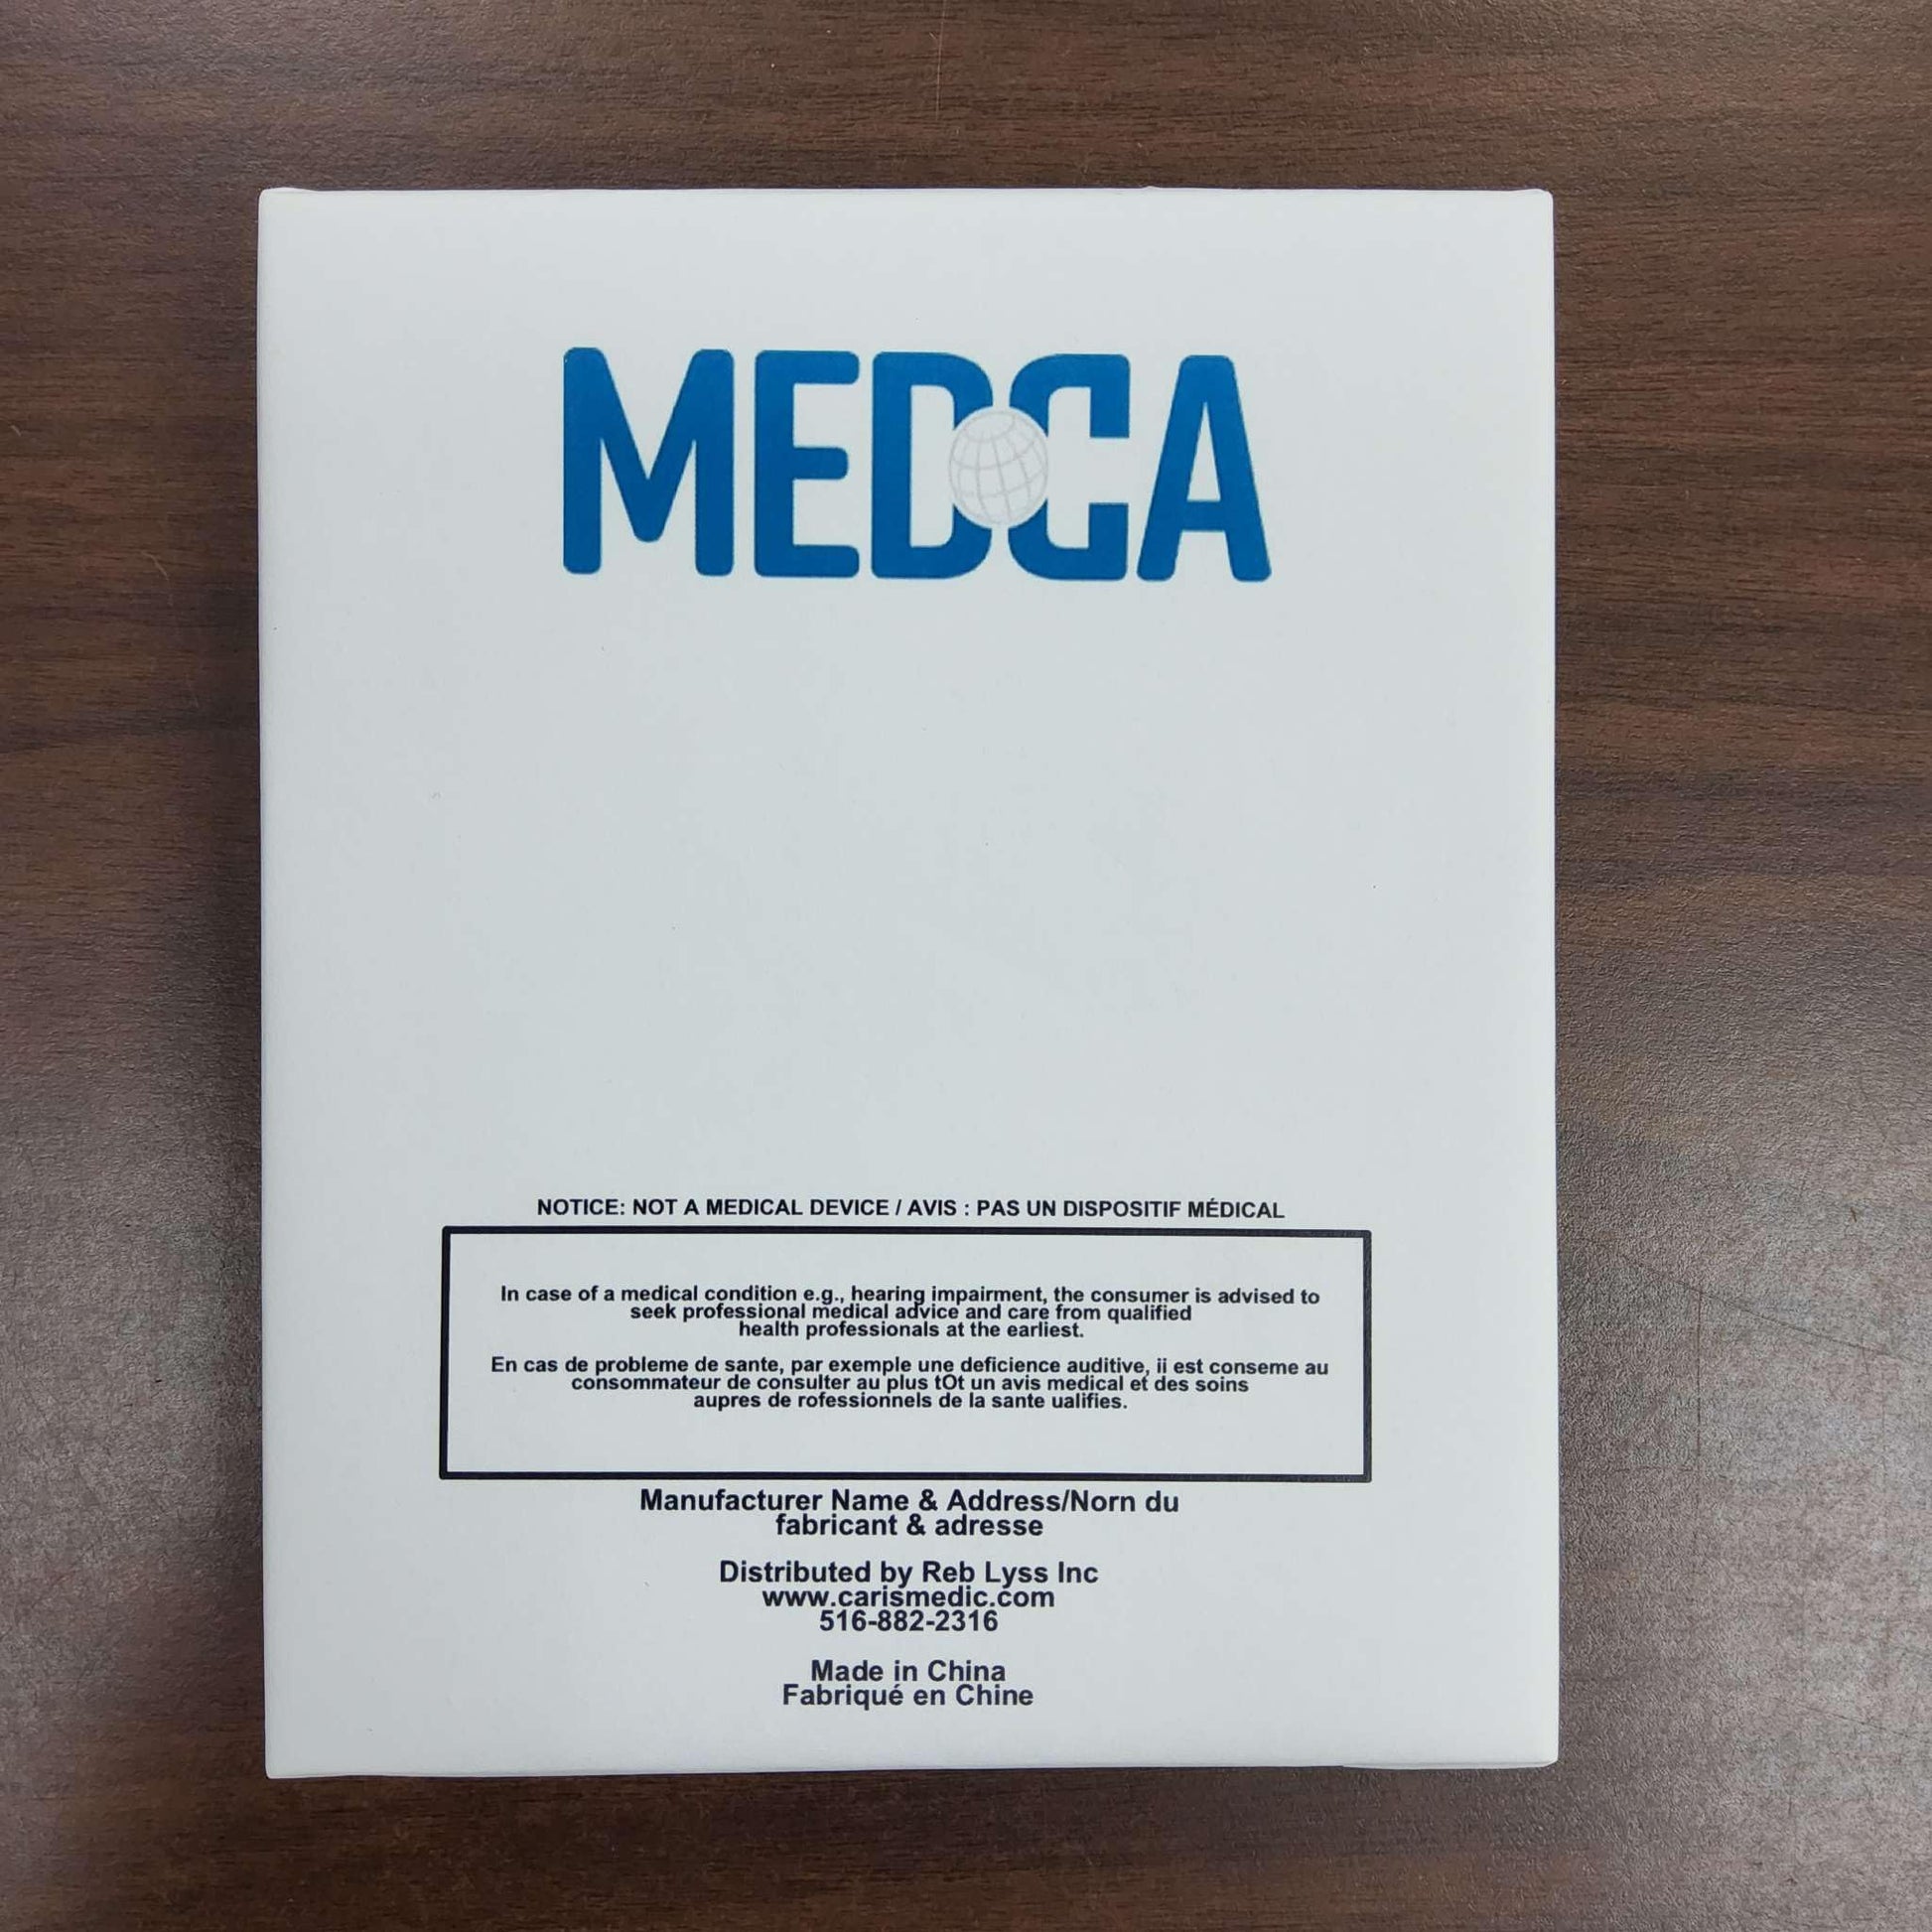 MEDCA
NOTICE: NOT A MEDICAL DEVICE / AVIS : PAS UN DISPOSITIF MÉDICAL
In case of a medical condition e.g., hearing impairment, the consumer is advised to
seek professional medical advice and care from qualified
health professionals at the earliest.
En cas de probleme de sante, par exemple une deficience auditive, ii est conseme au
consommateur de consulter au plus tOt un avis medical et des soins
aupres de rofessionnels de la sante ualifies.
Manufacturer Name & Address/Norn du
fabricant & adresse
Distributed by Reb Lyss Inc
www.carismedic.com
516-882-2316
Made in China
Fabriqué en Chine